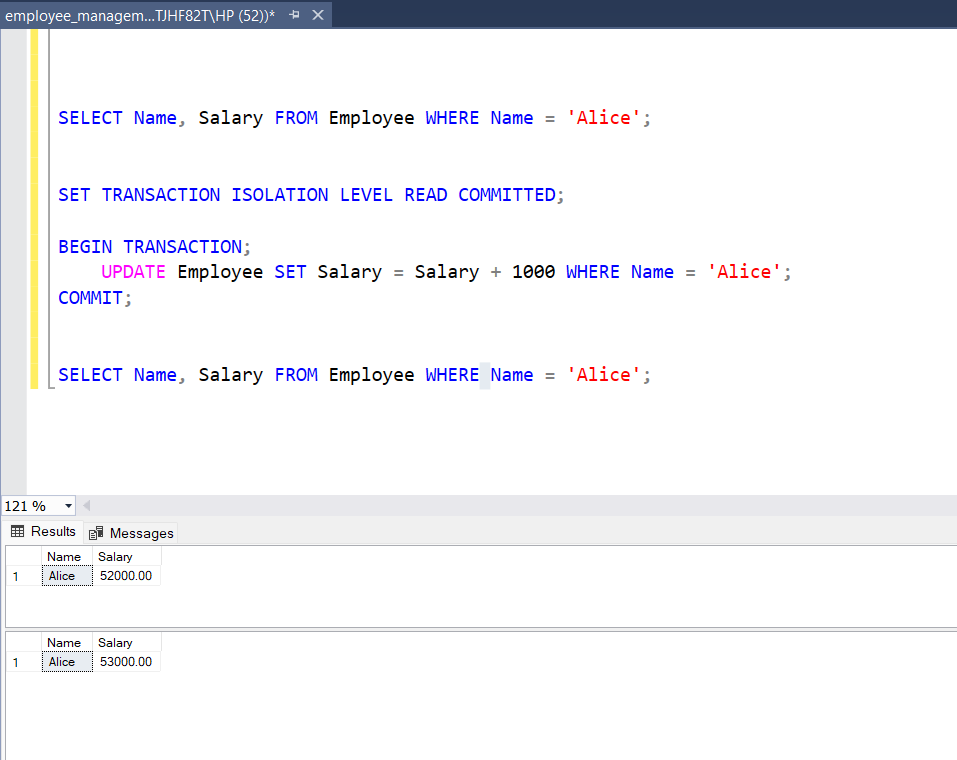 employee_managem...TJHF82T\HP (52))*
SELECT Name, Salary FROM Employee WHERE Name = 'Alice';
SET TRANSACTION ISOLATION LEVEL READ COMMITTED;
BEGIN TRANSACTION;
UPDATE Employee SET Salary = Salary + 1000 WHERE Name = 'Alice';
COMMIT;
SELECT Name, Salary FROM Employee WHERE Name = 'Alice';
121 %
Results Messages
Name Salary
1 Alice 52000.00
Name Salary
1 Alice 53000.00